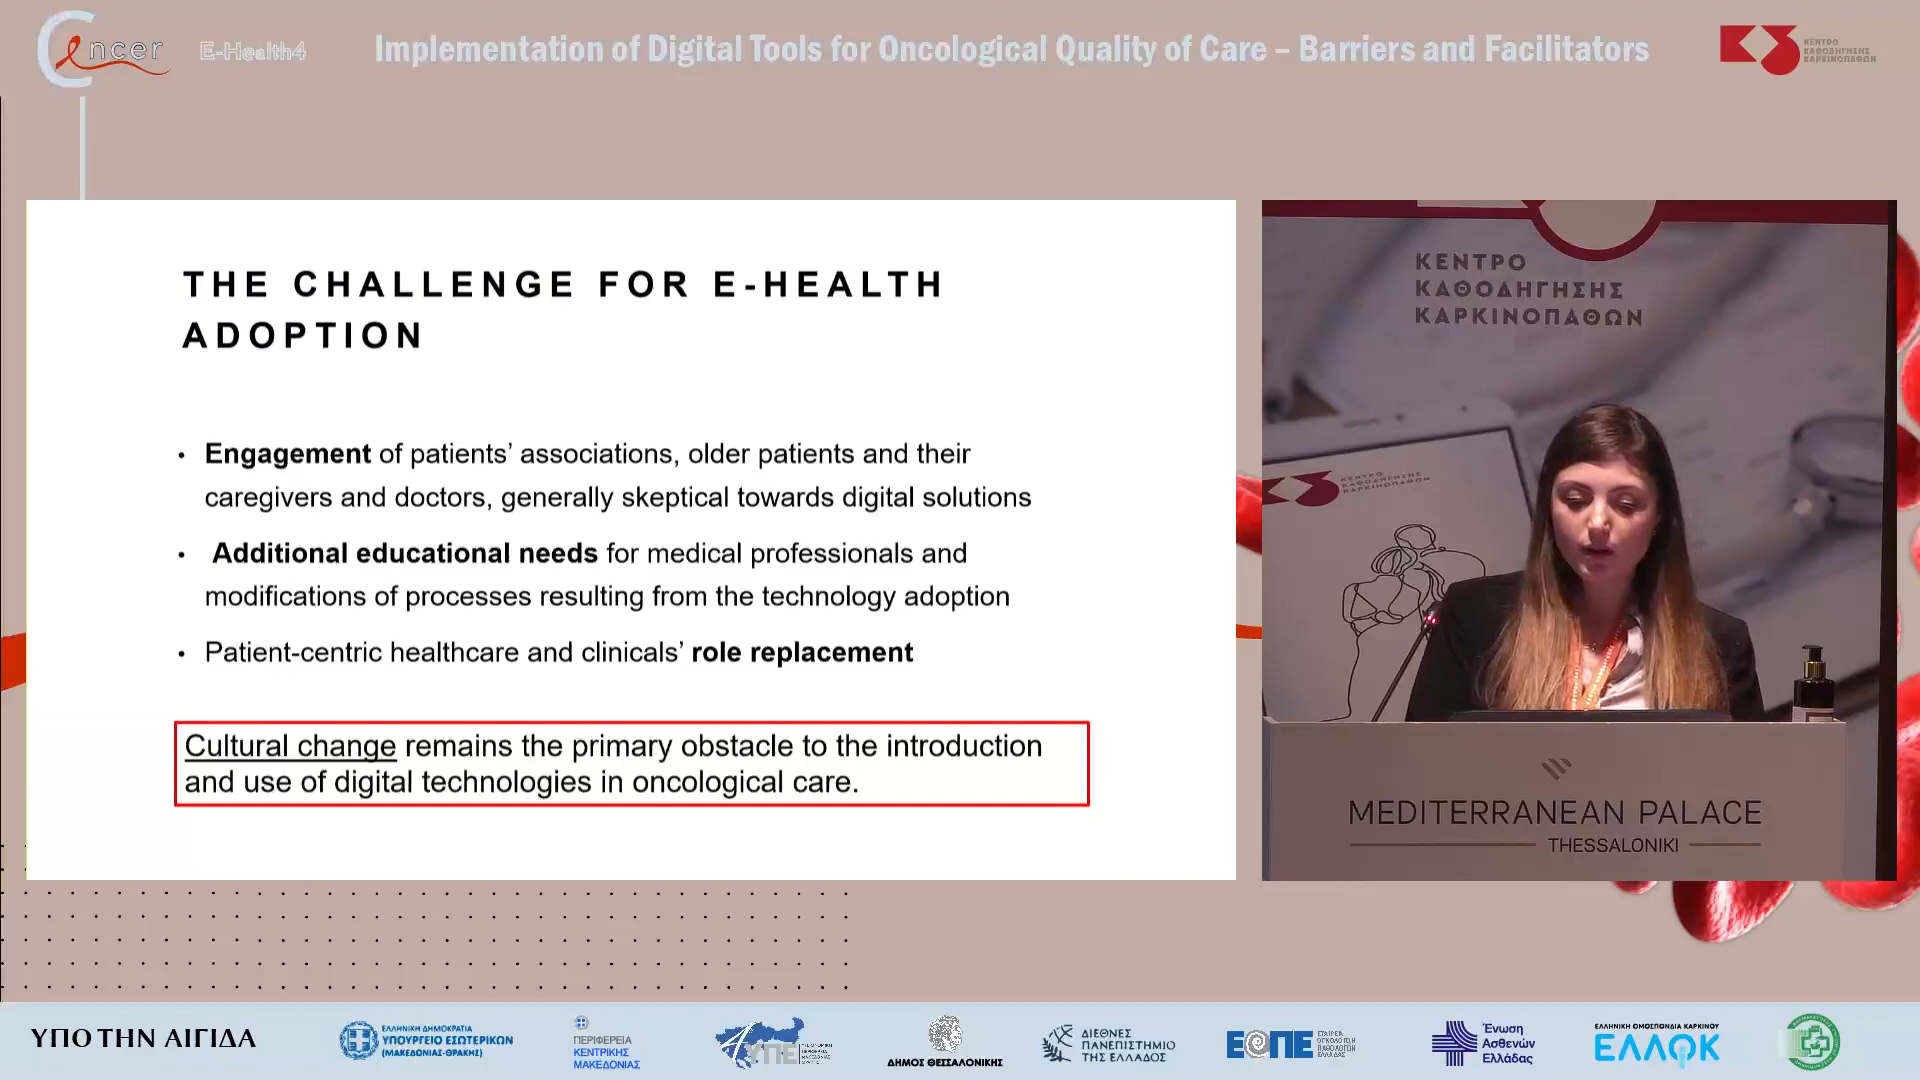 Cancer
E-Health4
Implementation of Digital Tools for Oncological Quality of Care – Barriers and Facilitators
ΚΕΝΤΡΟ
ΚΑΘΟΔΗΓΗΣΗΣ
ΚΑΡΚΙΝΟΠΑΘΩΝ
THE CHALLENGE FOR E-HEALTH
ADOPTION
• Engagement of patients’ associations, older patients and their
caregivers and doctors, generally skeptical towards digital solutions
• Additional educational needs for medical professionals and
modifications of processes resulting from the technology adoption
• Patient-centric healthcare and clinicals’ role replacement
Cultural change remains the primary obstacle to the introduction
and use of digital technologies in oncological care.
ΚΕΝΤΡΟ
ΚΑΘΟΔΗΓΗΣΗΣ
ΚΑΡΚΙΝΟΠΑΘΩΝ
ΚΕΝΤΡΟ
ΚΑΘΟΔΗΓΗΣΗΣ
ΚΑΡΚΙΝΟΠΑΘΩΝ
MEDITERRANEAN PALACE
THESSALONIKI
ΥΠΟ ΤΗΝ ΑΙΓΙΔΑ
ΕΛΛΗΝΙΚΗ ΔΗΜΟΚΡΑΤΙΑ
ΥΠΟΥΡΓΕΙΟ ΕΣΩΤΕΡΙΚΩΝ
(ΜΑΚΕΔΟΝΙΑΣ-ΘΡΑΚΗΣ)
ΠΕΡΙΦΕΡΕΙΑ
ΚΕΝΤΡΙΚΗΣ
ΜΑΚΕΔΟΝΙΑΣ
4ΥΠΕ
ΔΗΜΟΣ ΘΕΣΣΑΛΟΝΙΚΗΣ
ΔΙΕΘΝΕΣ
ΠΑΝΕΠΙΣΤΗΜΙΟ
ΤΗΣ ΕΛΛΑΔΟΣ
ΕΟΠΕ
ΕΤΑΙΡΕΙΑ
ΟΓΚΟΛΟΓΩΝ
ΠΑΘΟΛΟΓΩΝ
ΕΛΛΑΔΑΣ
Ένωση
Ασθενών
Ελλάδας
ΕΛΛΗΝΙΚΗ ΟΜΟΣΠΟΝΔΙΑ ΚΑΡΚΙΝΟΥ
ΕΛΛΟΚ